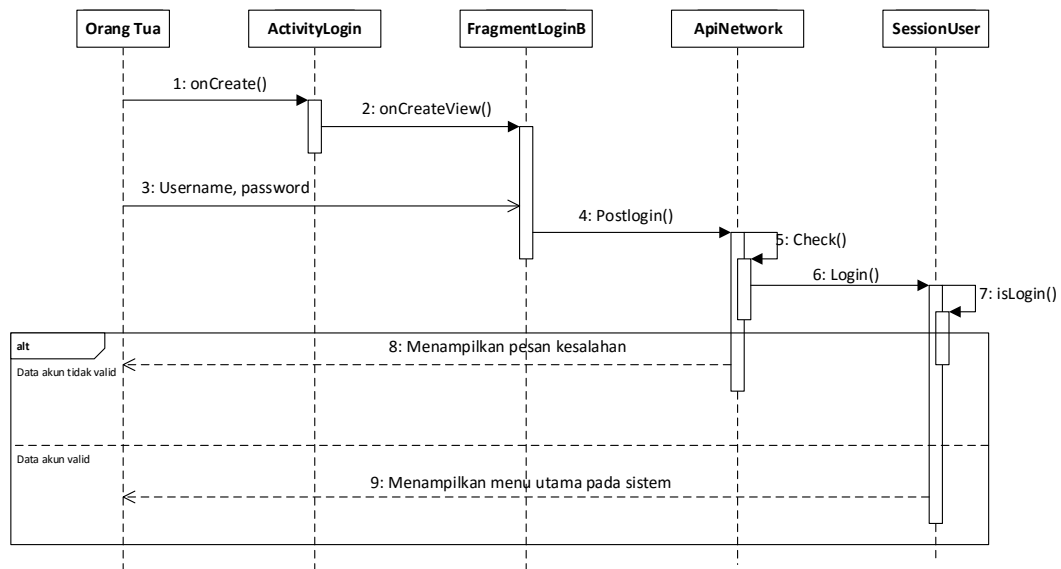 Orang Tua
ActivityLogin
FragmentLoginB
ApiNetwork
SessionUser
1: onCreate()
2: onCreateView()
3: Username, password
4: Postlogin()
5: Check()
6: Login()
7: isLogin()
alt
8: Menampilkan pesan kesalahan
Data akun tidak valid
Data akun valid
9: Menampilkan menu utama pada sistem